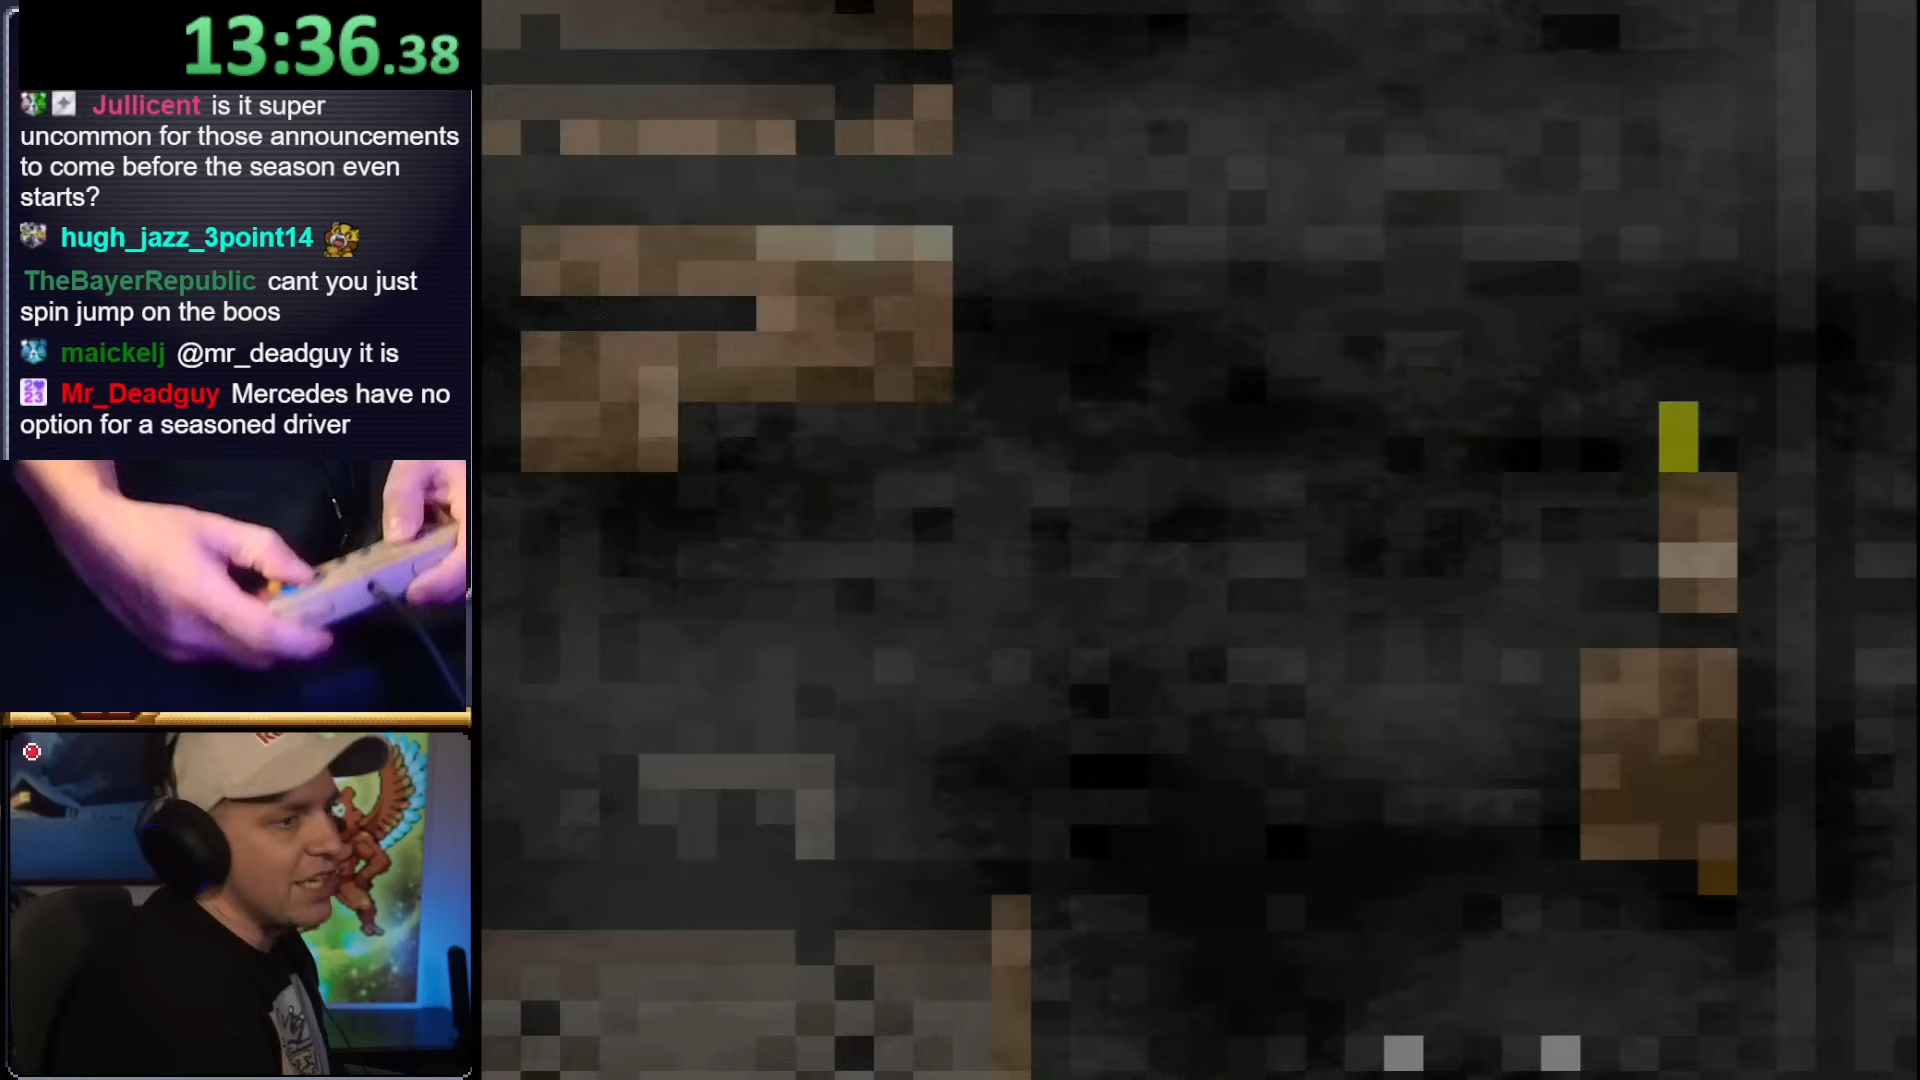 13:36.38
Jullicent is it super
uncommon for those announcements
to come before the season even
starts?
hugh_jazz_3point14
TheBayerRepublic cant you just
spin jump on the boos
maickelj @mr_deadguy it is
Mr_Deadguy Mercedes have no
option for a seasoned driver